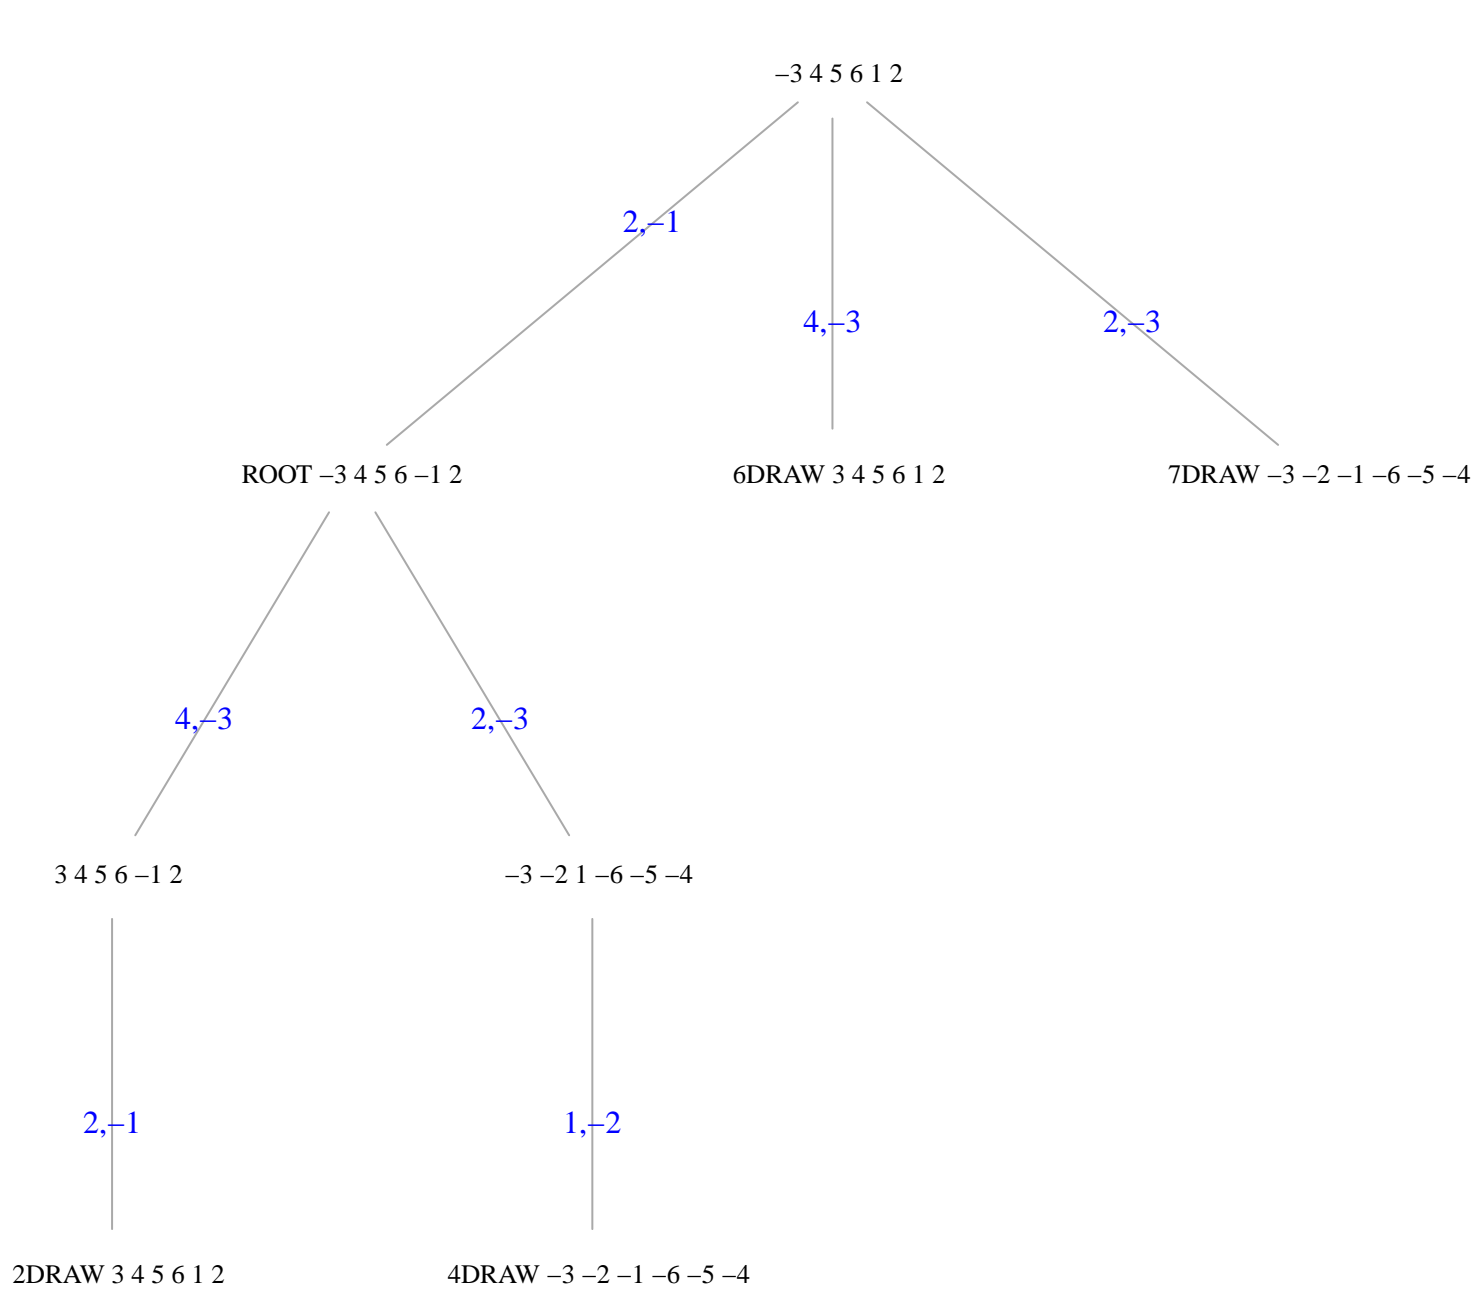 –3 4 5 6 1 2
2,–1
4,–3
2,–3
ROOT –3 4 5 6 –1 2
6DRAW 3 4 5 6 1 2
7DRAW –3 –2 –1 –6 –5 –4
4,–3
2,–3
3 4 5 6 –1 2
–3 –2 1 –6 –5 –4
2,–1
1,–2
2DRAW 3 4 5 6 1 2
4DRAW –3 –2 –1 –6 –5 –4